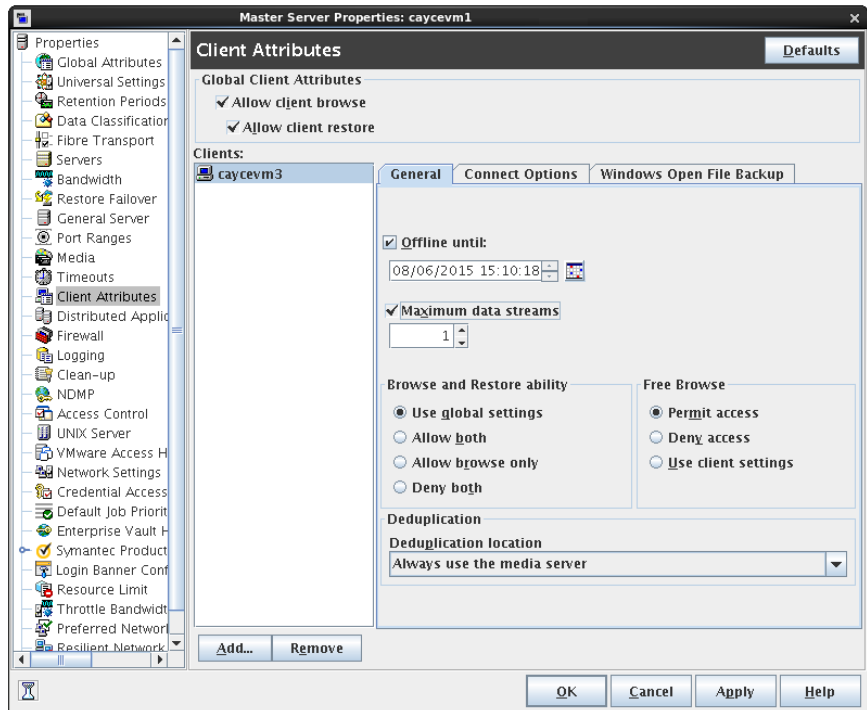 Master Server Properties: caycevm1
Properties
Global Attributes
Universal Settings
Retention Periods
Data Classification
Fibre Transport
Servers
Bandwidth
Restore Failover
General Server
Port Ranges
Media
Timeouts
Client Attributes
Distributed Applic
Firewall
Logging
Clean-up
NDMP
Access Control
UNIX Server
VMware Access H
Network Settings
Credential Access
Default Job Priorit
Enterprise Vault H
Symantec Product
Login Banner Conf
Resource Limit
Throttle Bandwidt
Preferred Networl
Resilient Network
Client Attributes
Defaults
Global Client Attributes
Allow client browse
Allow client restore
Clients:
caycevm3
General
Connect Options
Windows Open File Backup
Offline until:
08/06/2015 15:10:18
Maximum data streams
1
Browse and Restore ability
Use global settings
Allow both
Allow browse only
Deny both
Free Browse
Permit access
Deny access
Use client settings
Deduplication
Deduplication location
Always use the media server
Add...
Remove
OK
Cancel
Apply
Help